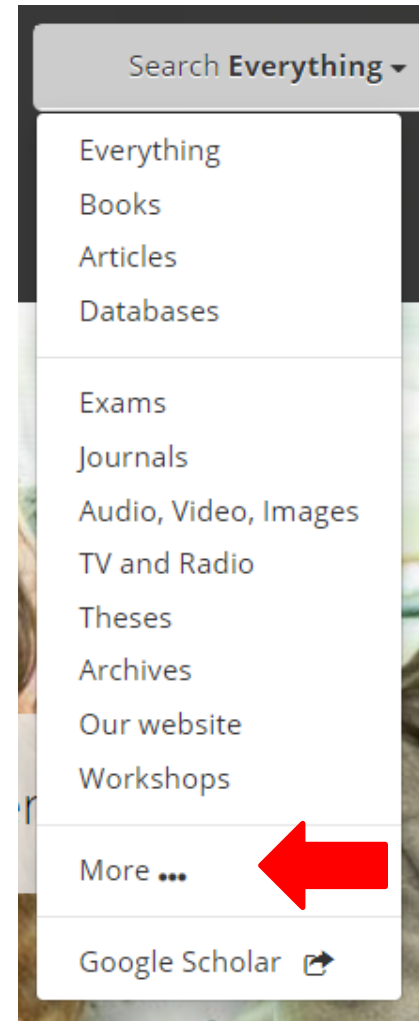 Search Everything
Everything
Books
Articles
Databases
Exams
Journals
Audio, Video, Images
TV and Radio
Theses
Archives
Our website
Workshops
More •••
Google Scholar